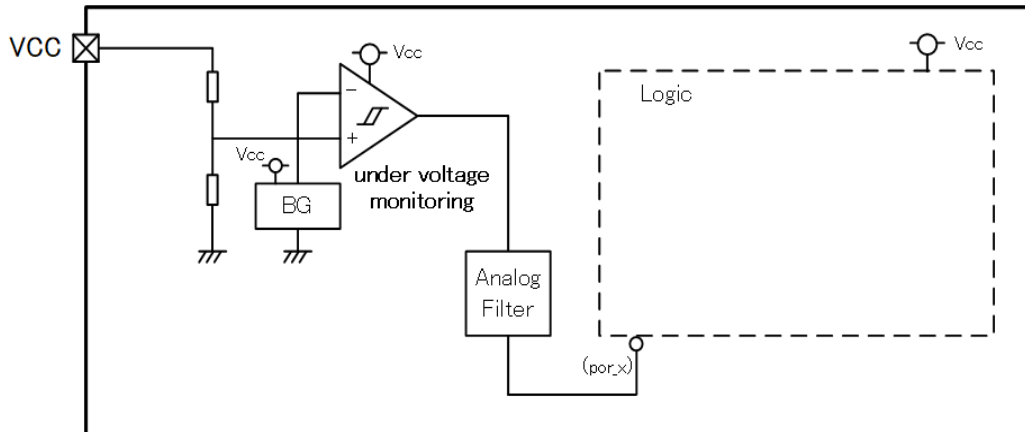 VCC
Vcc
Vcc
Logic
−
+
Vcc
BG
under voltage
monitoring
Analog
Filter
(por_x)